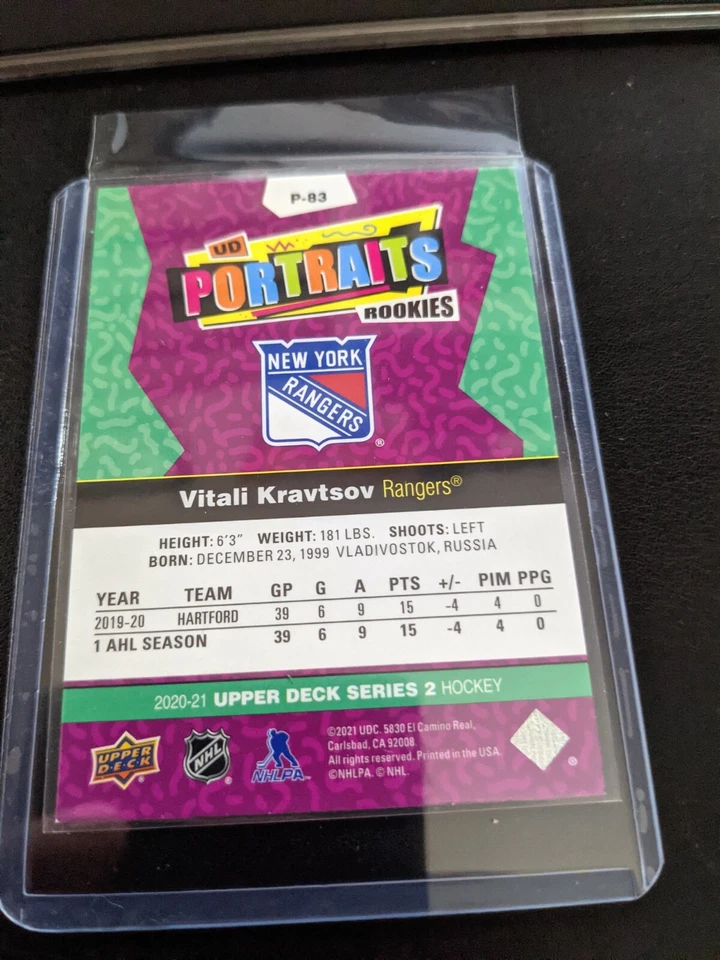 P-83
UD
PORTRAITS
ROOKIES
NEW YORK
RANGERS
®
Vitali Kravtsov Rangers®
HEIGHT: 6'3" WEIGHT: 181 LBS. SHOOTS: LEFT
BORN: DECEMBER 23, 1999 VLADIVOSTOK, RUSSIA
YEAR TEAM GP G A PTS +/- PIM PPG
2019-20 HARTFORD 39 6 9 15 -4 4 0
1 AHL SEASON 39 6 9 15 -4 4 0
2020-21 UPPER DECK SERIES 2 HOCKEY
UPPER DECK
NHL
NHLPA
©2021 UDC. 5830 El Camino Real,
Carlsbad, CA 92008.
All rights reserved. Printed in the USA.
©NHLPA. © NHL.
®